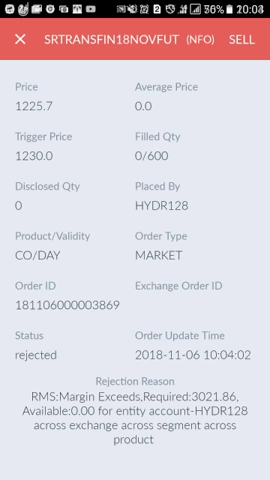 36% 20:03
SRTRANSFIN18NOVFUT (NFO) SELL
Price Average Price
1225.7 0.0
Trigger Price Filled Qty
1230.0 0/600
Disclosed Qty Placed By
0 HYDR128
Product/Validity Order Type
CO/DAY MARKET
Order ID Exchange Order ID
181106000003869
Status Order Update Time
rejected 2018-11-06 10:04:02
Rejection Reason
RMS:Margin Exceeds,Required:3021.86,
Available:0.00 for entity account-HYDR128
across exchange across segment across
product